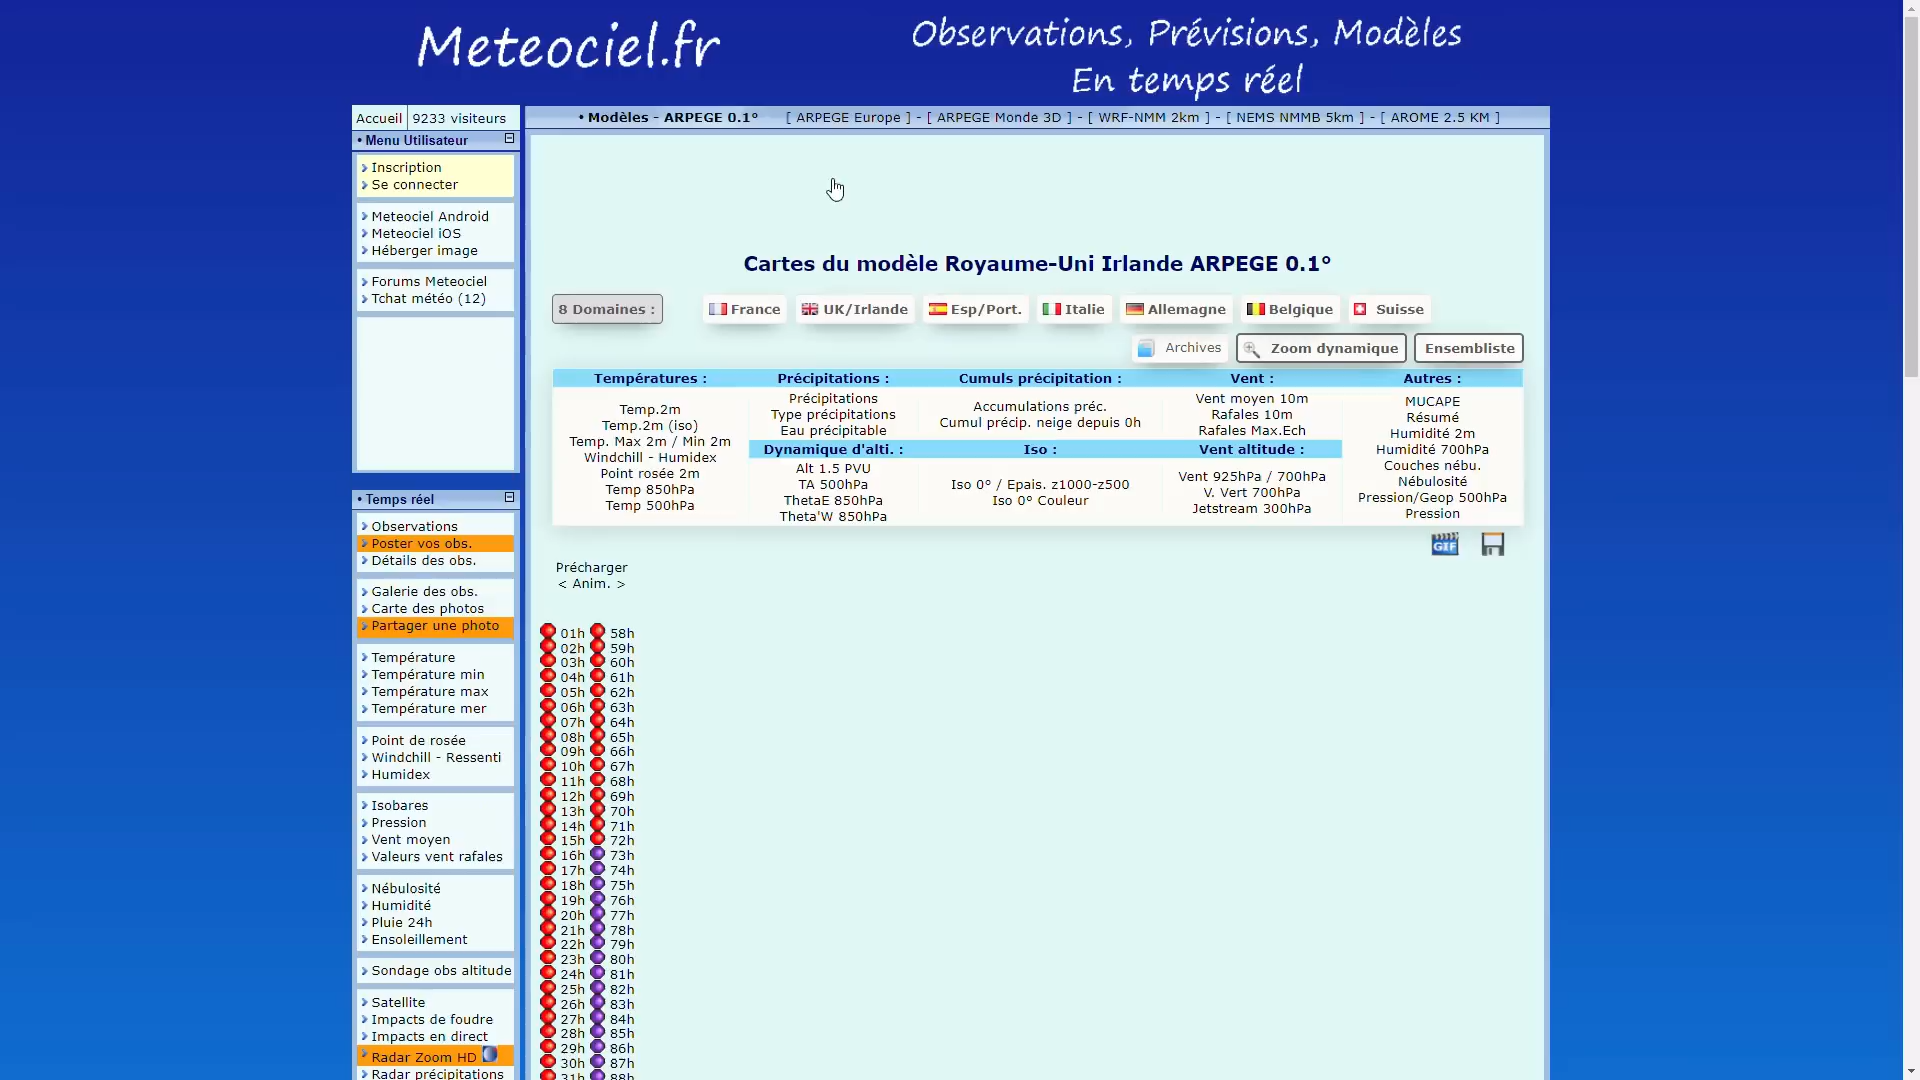 Meteociel.fr
Observations, Prévisions, Modèles
En temps réel
Accueil 9233 visiteurs
• Modèles - ARPEGE 0.1° [ ARPEGE Europe ] - [ ARPEGE Monde 3D ] - [ WRF-NMM 2km ] - [ NEMS NMMB 5km ] - [ AROME 2.5 KM ]
• Menu Utilisateur
Inscription
Se connecter
Meteociel Android
Meteociel iOS
Héberger image
Forums Meteociel
Tchat météo (12)
• Temps réel
Observations
Poster vos obs.
Détails des obs.
Galerie des obs.
Carte des photos
Partager une photo
Température
Température min
Température max
Température mer
Point de rosée
Windchill - Ressenti
Humidex
Isobares
Pression
Vent moyen
Valeurs vent rafales
Nébulosité
Humidité
Pluie 24h
Ensoleillement
Sondage obs altitude
Satellite
Impacts de foudre
Impacts en direct
Radar Zoom HD
Radar précipitations
Cartes du modèle Royaume-Uni Irlande ARPEGE 0.1°
8 Domaines : France UK/Irlande Esp/Port. Italie Allemagne Belgique Suisse
Archives Zoom dynamique Ensembliste
Températures :
Temp.2m
Temp.2m (iso)
Temp. Max 2m / Min 2m
Windchill - Humidex
Point rosée 2m
Temp 850hPa
Temp 500hPa
Précipitations :
Précipitations
Type précipitations
Eau précipitable
Dynamique d'alti. :
Alt 1.5 PVU
TA 500hPa
ThetaE 850hPa
Theta'W 850hPa
Cumuls précipitation :
Accumulations préc.
Cumul précip. neige depuis 0h
Iso :
Iso 0° / Epais. z1000-z500
Iso 0° Couleur
Vent :
Vent moyen 10m
Rafales 10m
Rafales Max.Ech
Vent altitude :
Vent 925hPa / 700hPa
V. Vert 700hPa
Jetstream 300hPa
Autres :
MUCAPE
Résumé
Humidité 2m
Humidité 700hPa
Couches nébu.
Nébulosité
Pression/Geop 500hPa
Pression
GIF
Précharger
< Anim. >
01h 58h
02h 59h
03h 60h
04h 61h
05h 62h
06h 63h
07h 64h
08h 65h
09h 66h
10h 67h
11h 68h
12h 69h
13h 70h
14h 71h
15h 72h
16h 73h
17h 74h
18h 75h
19h 76h
20h 77h
21h 78h
22h 79h
23h 80h
24h 81h
25h 82h
26h 83h
27h 84h
28h 85h
29h 86h
30h 87h
31h 88h